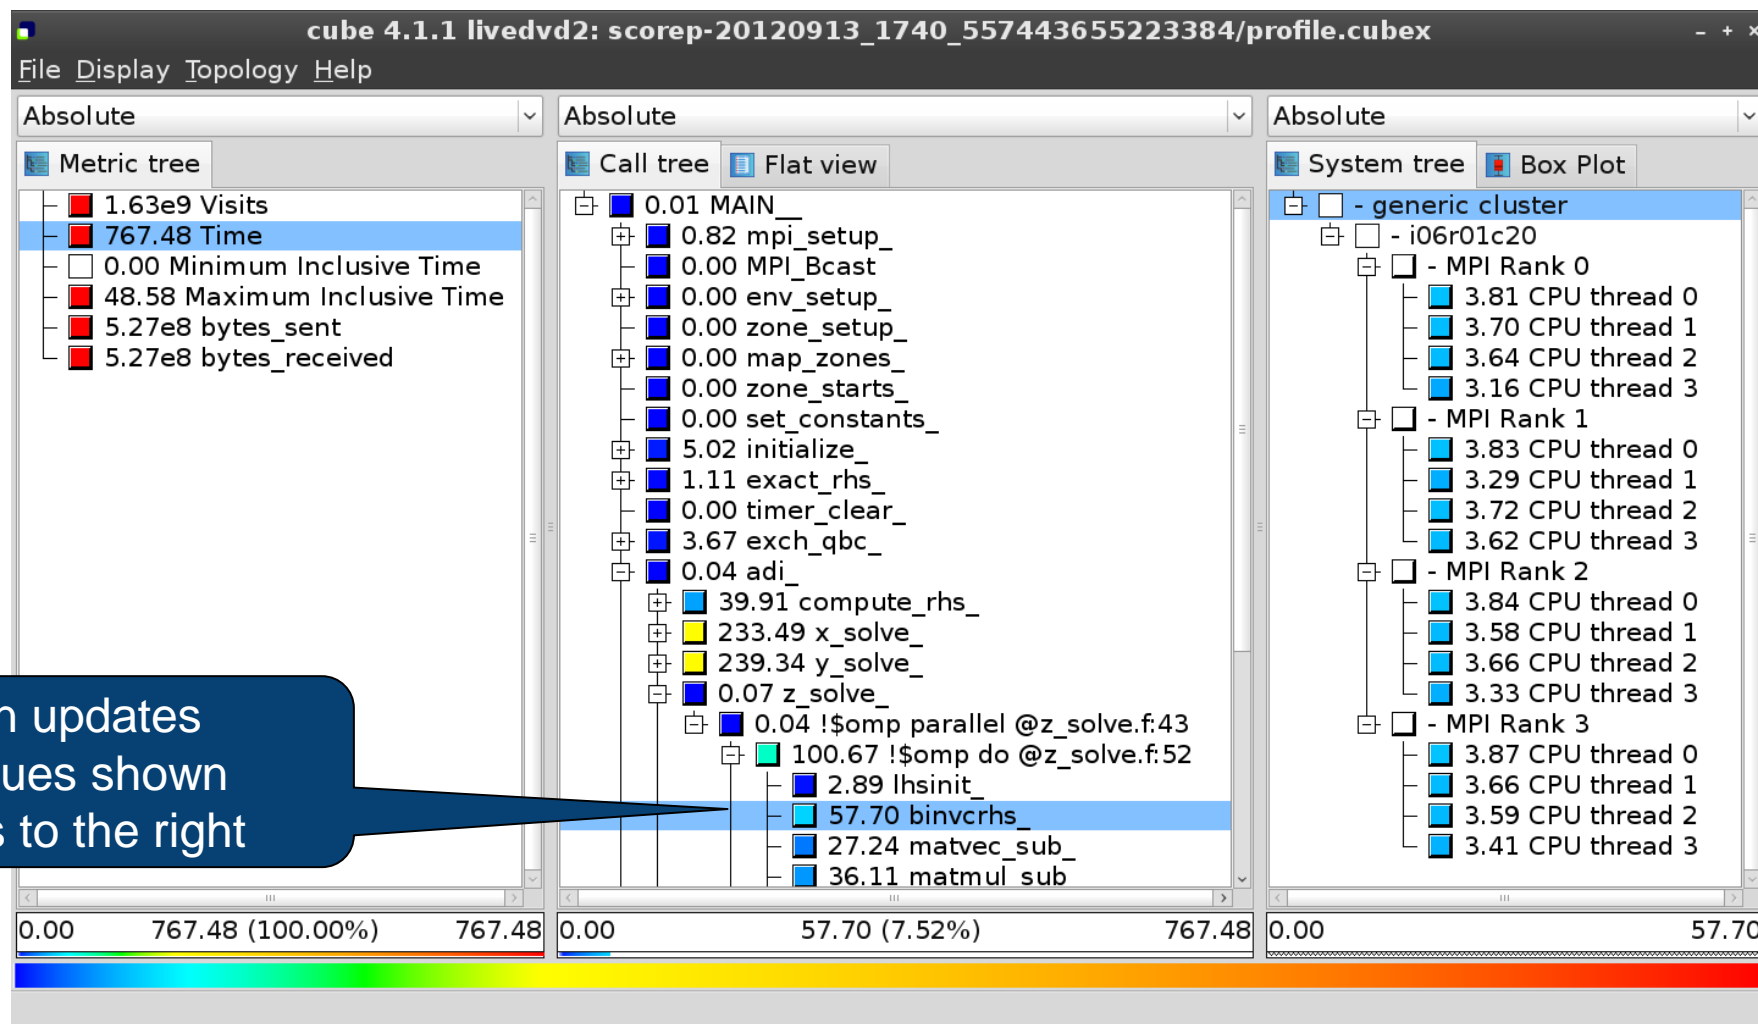 cube 4.1.1 livedvd2: scorep-20120913_1740_557443655223384/profile.cubex
File Display Topology Help
Absolute
Metric tree
1.63e9 Visits
767.48 Time
0.00 Minimum Inclusive Time
48.58 Maximum Inclusive Time
5.27e8 bytes_sent
5.27e8 bytes_received
updates
shown
to the right
0.00 767.48 (100.00%) 767.48
Absolute
Call tree Flat view
0.01 MAIN__
0.82 mpi_setup_
0.00 MPI_Bcast
0.00 env_setup_
0.00 zone_setup_
0.00 map_zones_
0.00 zone_starts_
0.00 set_constants_
5.02 initialize_
1.11 exact_rhs_
0.00 timer_clear_
3.67 exch_qbc_
0.04 adi_
39.91 compute_rhs_
233.49 x_solve_
239.34 y_solve_
0.07 z_solve_
0.04 !$omp parallel @z_solve.f:43
100.67 !$omp do @z_solve.f:52
2.89 lhsinit_
57.70 binvcrhs_
27.24 matvec_sub_
36.11 matmul_sub
0.00 57.70 (7.52%) 767.48
Absolute
System tree Box Plot
- generic cluster
- i06r01c20
- MPI Rank 0
3.81 CPU thread 0
3.70 CPU thread 1
3.64 CPU thread 2
3.16 CPU thread 3
- MPI Rank 1
3.83 CPU thread 0
3.29 CPU thread 1
3.72 CPU thread 2
3.62 CPU thread 3
- MPI Rank 2
3.84 CPU thread 0
3.58 CPU thread 1
3.66 CPU thread 2
3.33 CPU thread 3
- MPI Rank 3
3.87 CPU thread 0
3.66 CPU thread 1
3.59 CPU thread 2
3.41 CPU thread 3
0.00 57.70